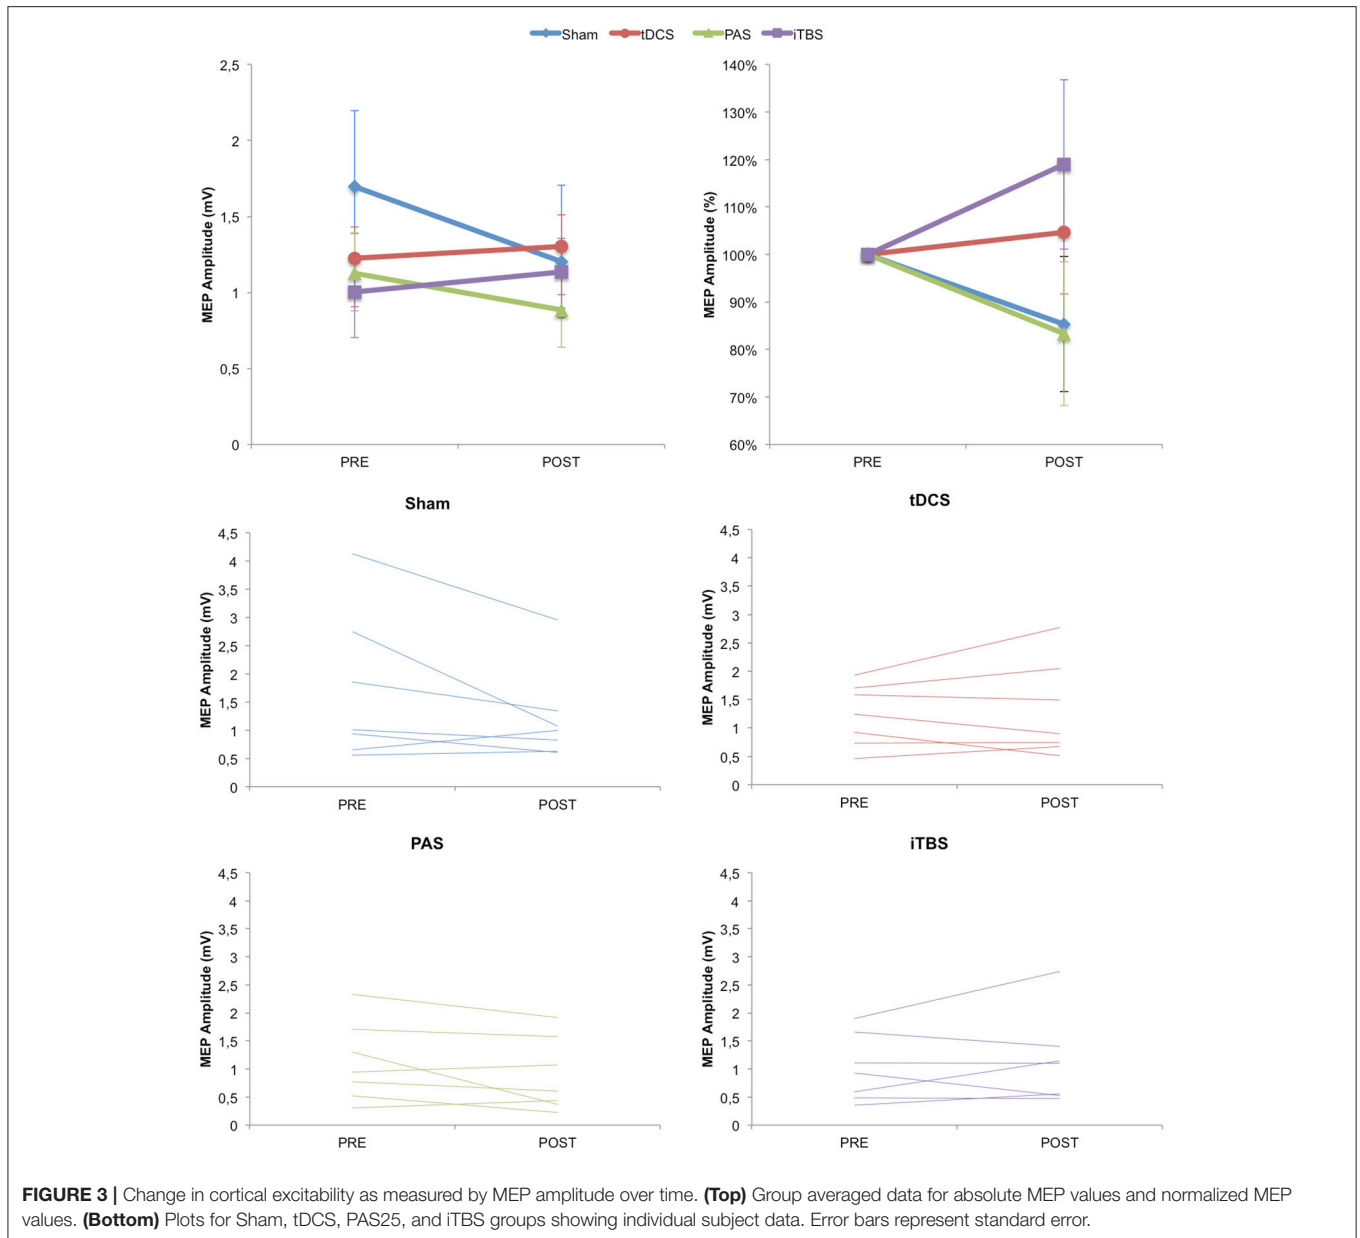 Sham tDCS PAS iTBS
MEP Amplitude (mV)
2,5
2
1,5
1
0,5
0
PRE POST
MEP Amplitude (%)
140%
130%
120%
110%
100%
90%
80%
70%
60%
PRE POST
Sham
MEP Amplitude (mV)
4,5
4
3,5
3
2,5
2
1,5
1
0,5
0
PRE POST
tDCS
MEP Amplitude (mV)
4,5
4
3,5
3
2,5
2
1,5
1
0,5
0
PRE POST
PAS
MEP Amplitude (mV)
4,5
4
3,5
3
2,5
2
1,5
1
0,5
0
PRE POST
iTBS
MEP Amplitude (mV)
4,5
4
3,5
3
2,5
2
1,5
1
0,5
0
PRE POST
FIGURE 3 | Change in cortical excitability as measured by MEP amplitude over time. (Top) Group averaged data for absolute MEP values and normalized MEP
values. (Bottom) Plots for Sham, tDCS, PAS25, and iTBS groups showing individual subject data. Error bars represent standard error.